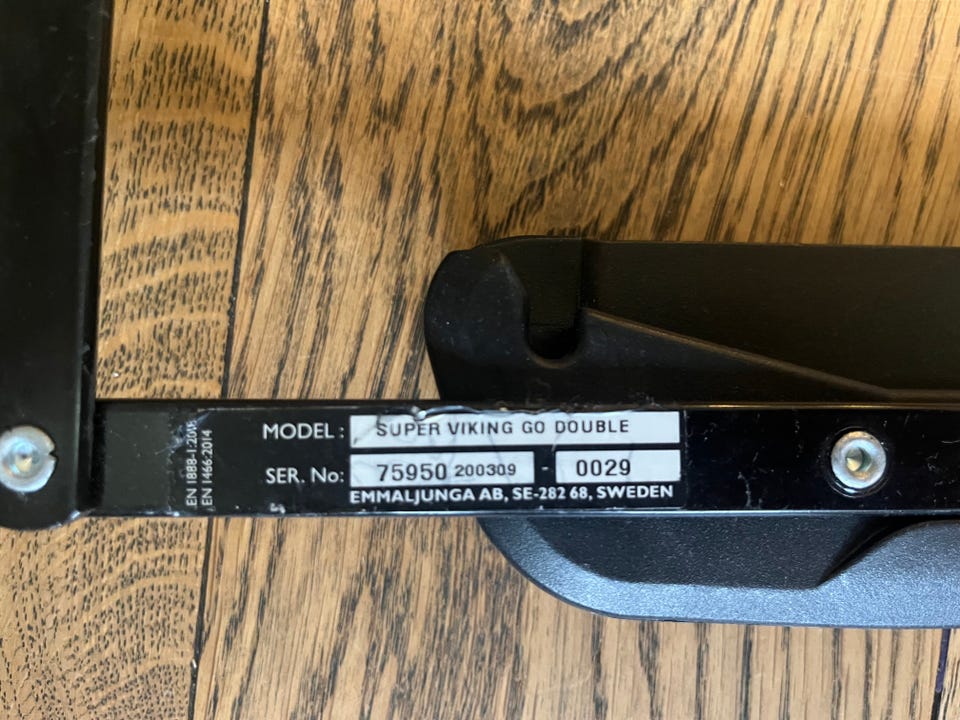 MODEL: SUPER VIKING GO DOUBLE
SER. No: 75950 200309 - 0029
EMMALJUNGA AB, SE-282 68, SWEDEN
EN 1888-1:2018
EN 1466:2014